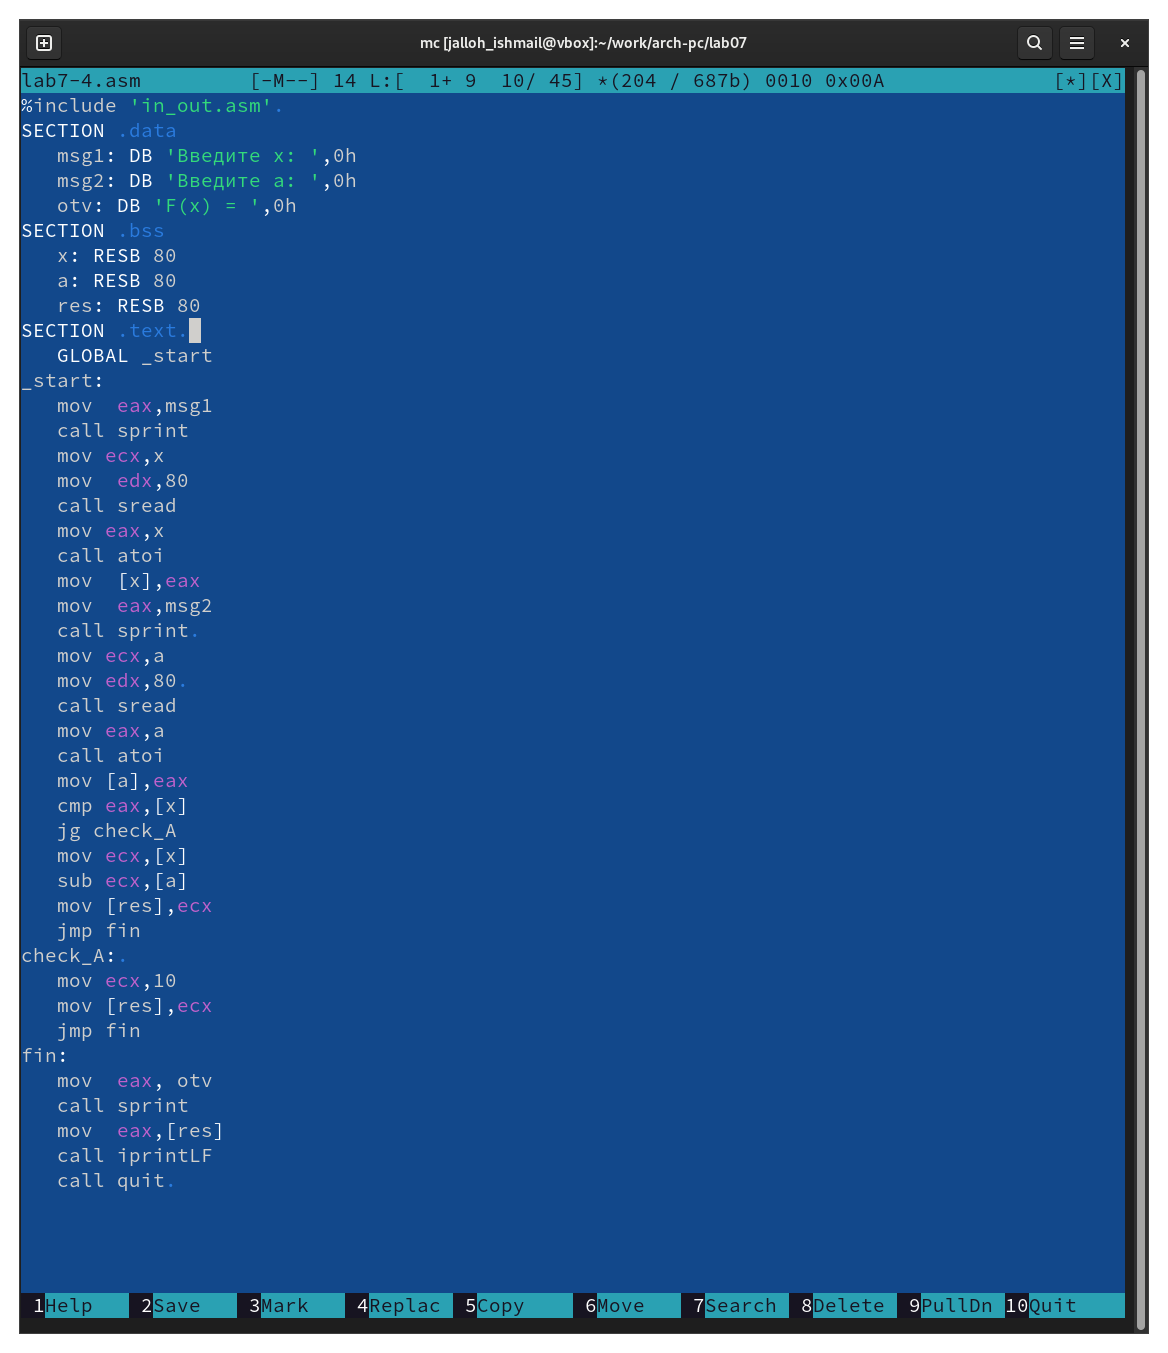 mc [jalloh_ishmail@vbox]:~/work/arch-pc/lab07
lab7-4.asm [-M--] 14 L:[ 1+ 9 10/ 45] *(204 / 687b) 0010 0x00A [*][X]
%include 'in_out.asm'.
SECTION .data
msg1: DB 'Введите x: ',0h
msg2: DB 'Введите a: ',0h
otv: DB 'F(x) = ',0h
SECTION .bss
x: RESB 80
a: RESB 80
res: RESB 80
SECTION .text.
GLOBAL _start
_start:
mov  eax,msg1
call sprint
mov ecx,x
mov  edx,80
call sread
mov eax,x
call atoi
mov  [x],eax
mov  eax,msg2
call sprint.
mov ecx,a
mov edx,80.
call sread
mov eax,a
call atoi
mov [a],eax
cmp eax,[x]
jg check_A
mov ecx,[x]
sub ecx,[a]
mov [res],ecx
jmp fin
check_A:.
mov ecx,10
mov [res],ecx
jmp fin
fin:
mov  eax, otv
call sprint
mov  eax,[res]
call iprintLF
call quit.
1Help 2Save 3Mark 4Replac 5Copy 6Move 7Search 8Delete 9PullDn 10Quit